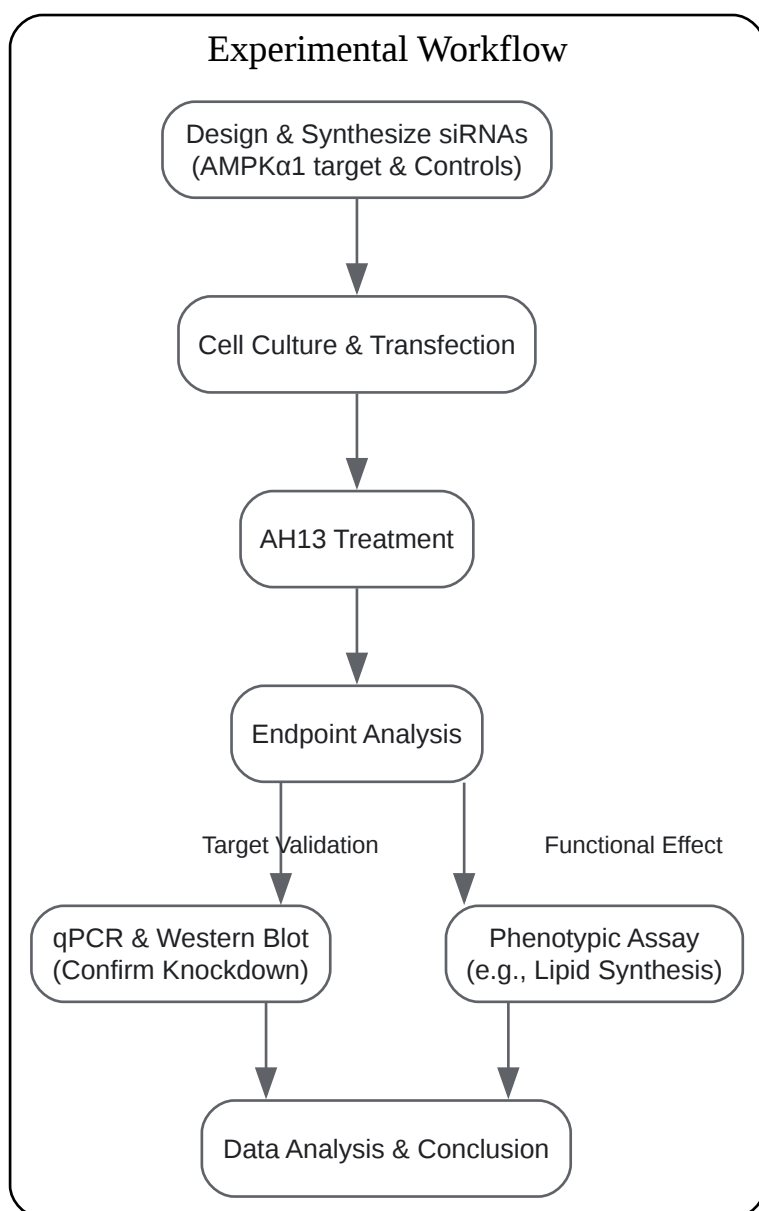 Experimental Workflow
Design & Synthesize siRNAs
(AMPKα1 target & Controls)
Cell Culture & Transfection
AH13 Treatment
Endpoint Analysis
Target Validation
Functional Effect
qPCR & Western Blot
(Confirm Knockdown)
Phenotypic Assay
(e.g., Lipid Synthesis)
Data Analysis & Conclusion